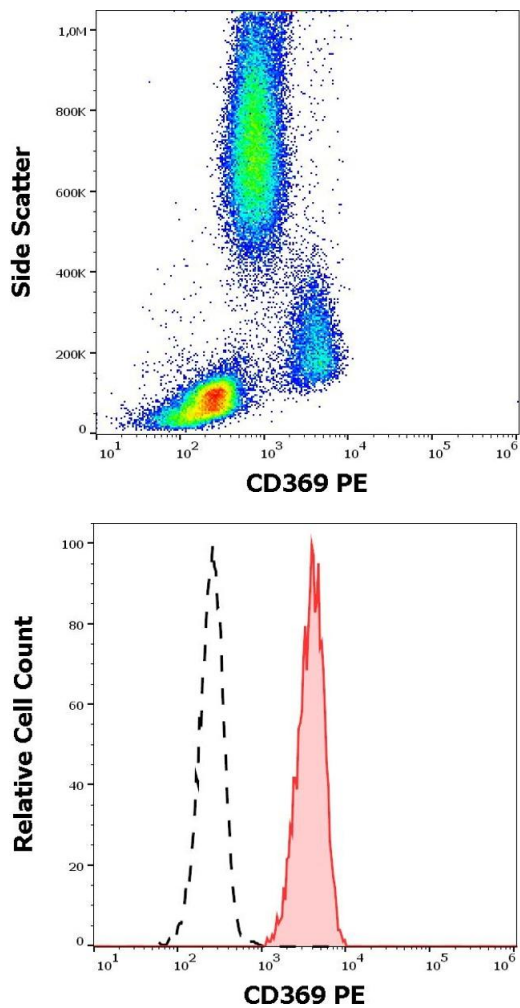 1,0M
800K
600K
400K
200K
0
Side Scatter
10¹ 10² 10³ 10⁴ 10⁵ 10⁶
CD369 PE
100
80
60
40
20
0
Relative Cell Count
10¹ 10² 10³ 10⁴ 10⁵ 10⁶
CD369 PE